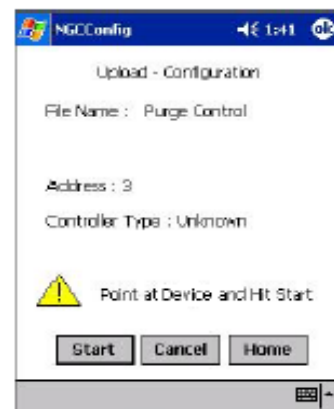 NGCConfig 1:41 ok
Upload - Configuration
File Name : Purge Control
Address : 3
Controller Type : Unknown
Point at Device and Hit Start
Start Cancel Home